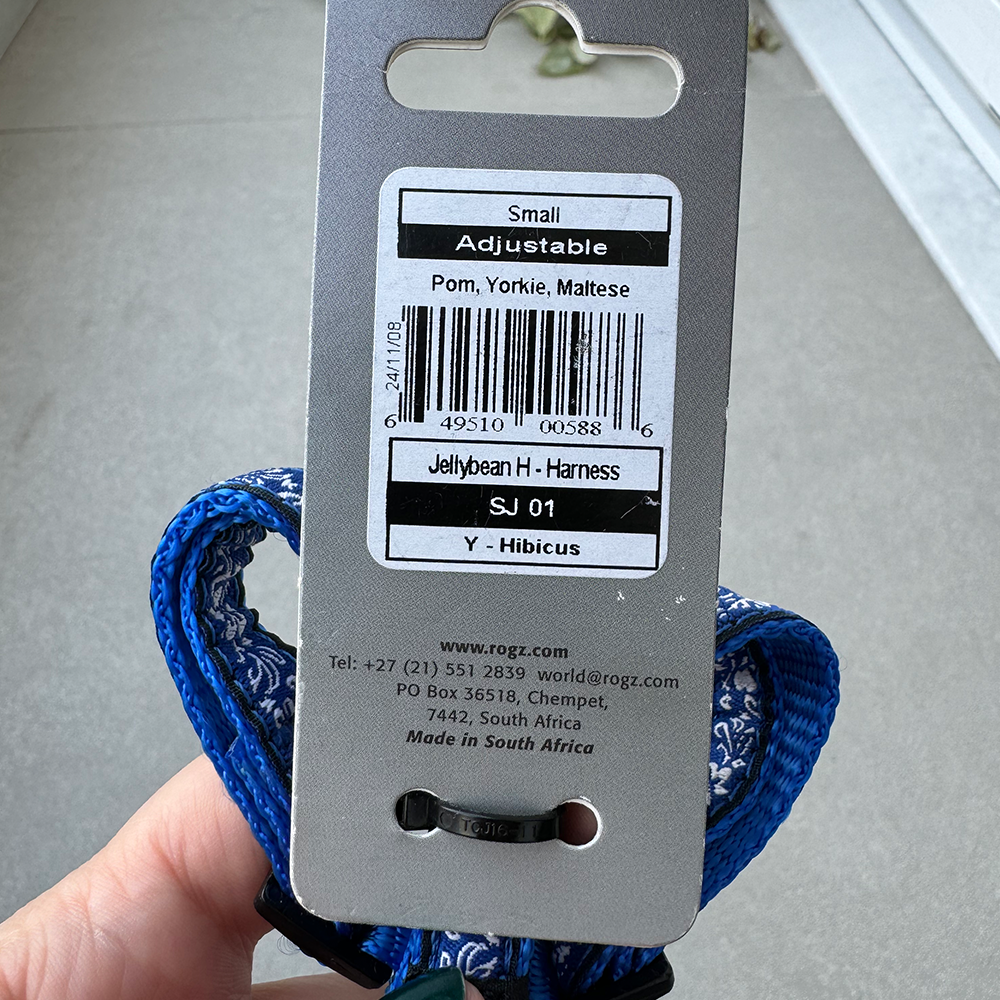 Small
Adjustable
Pom, Yorkie, Maltese
24/11/08
6 49510 00588 6
Jellybean H - Harness
SJ 01
Y - Hibicus
www.rogz.com
Tel: +27 (21) 551 2839 world@rogz.com
PO Box 36518, Chempet,
7442, South Africa
Made in South Africa